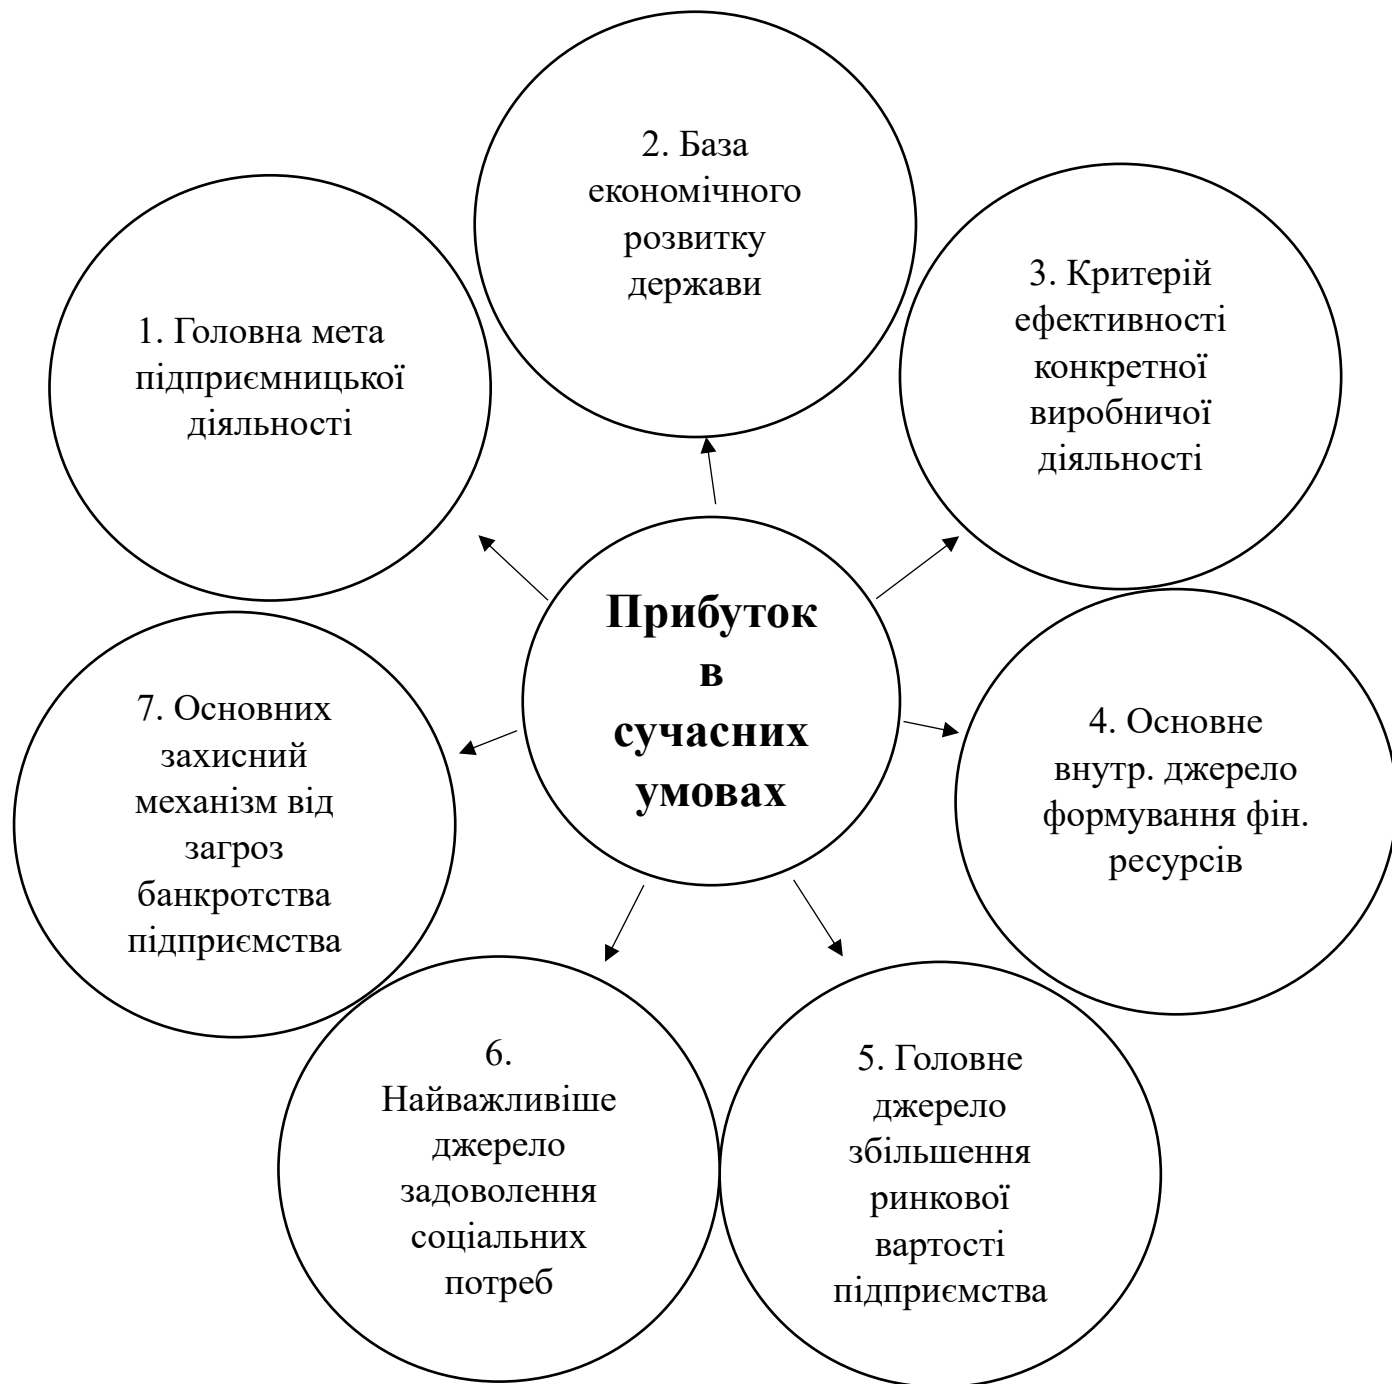 2. База
економічного
розвитку
держави
1. Головна мета
підприємницької
діяльності
3. Критерій
ефективності
конкретної
виробничої
діяльності
Прибуток
в
сучасних
умовах
7. Основних
захисний
механізм від
загроз
банкротства
підприємства
4. Основне
внутр. джерело
формування фін.
ресурсів
6.
Найважливіше
джерело
задоволення
соціальних
потреб
5. Головне
джерело
збільшення
ринкової
вартості
підприємства